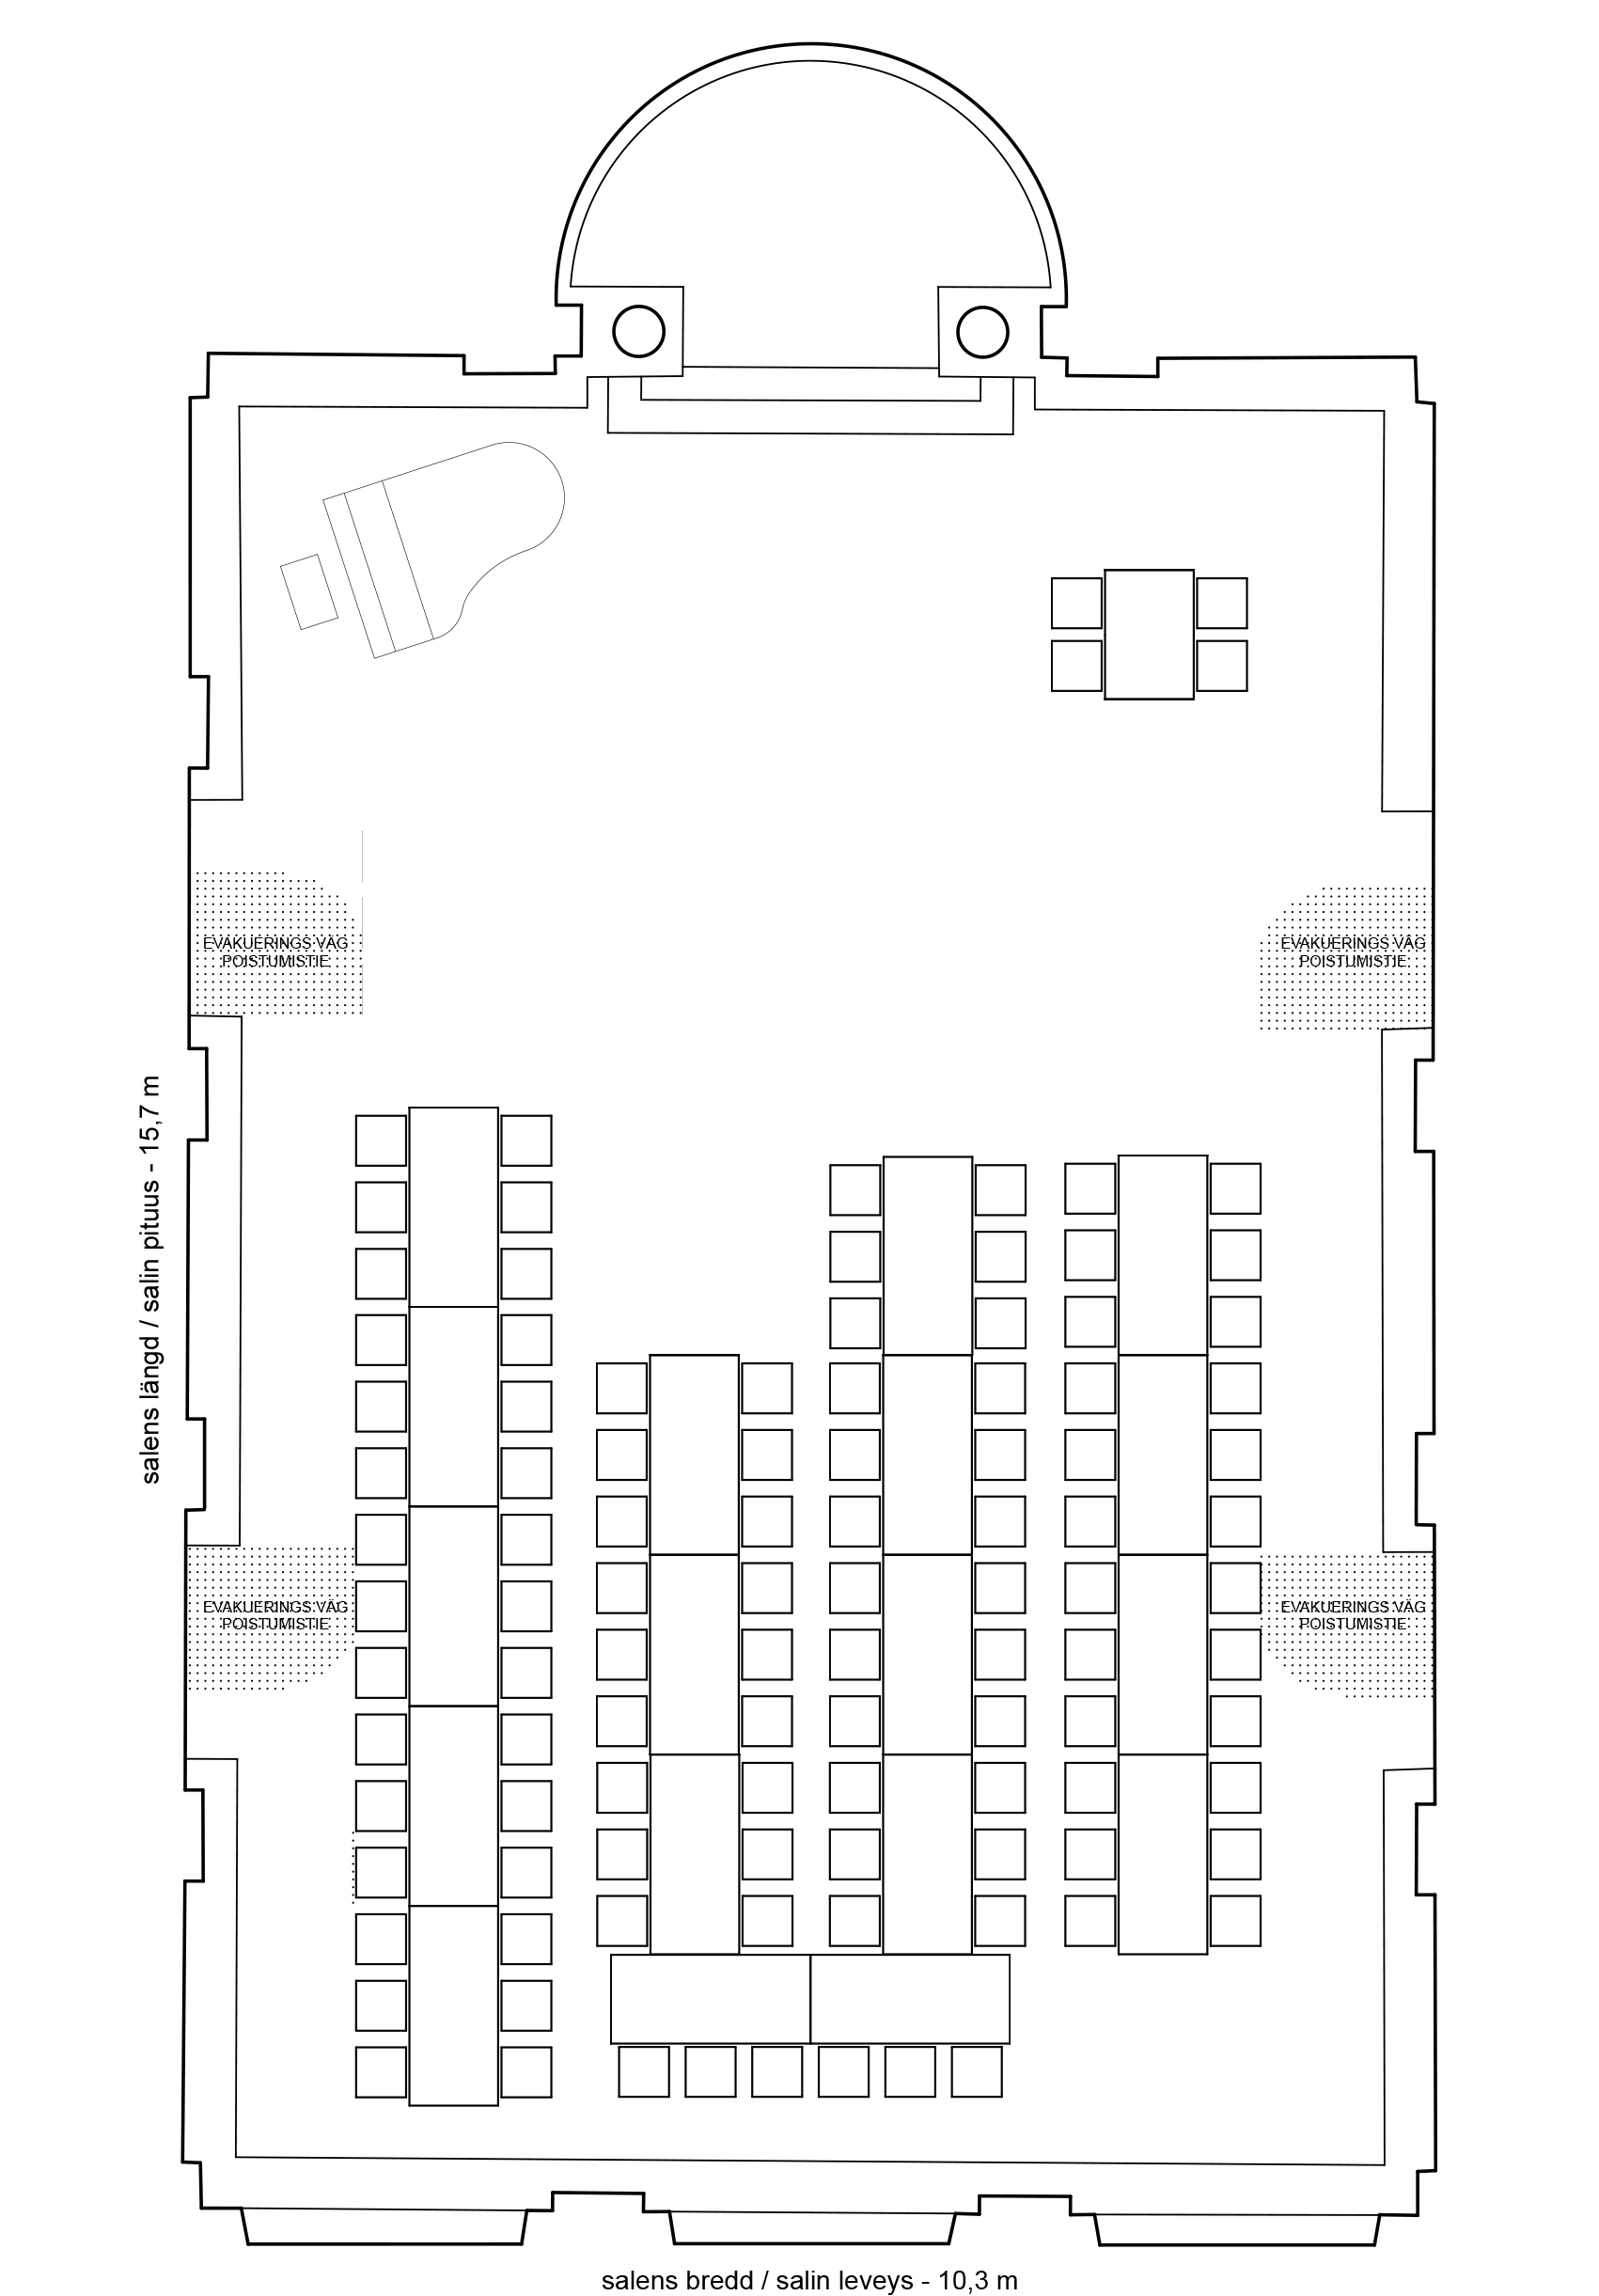 EVAKUERINGS VÄG
POISTUMISTIE
EVAKUERINGS VÄG
POISTUMISTIE
salens längd / salin pituus - 15,7 m
EVAKUERINGS VÄG
POISTUMISTIE
EVAKUERINGS VÄG
POISTUMISTIE
salens bredd / salin leveys - 10,3 m